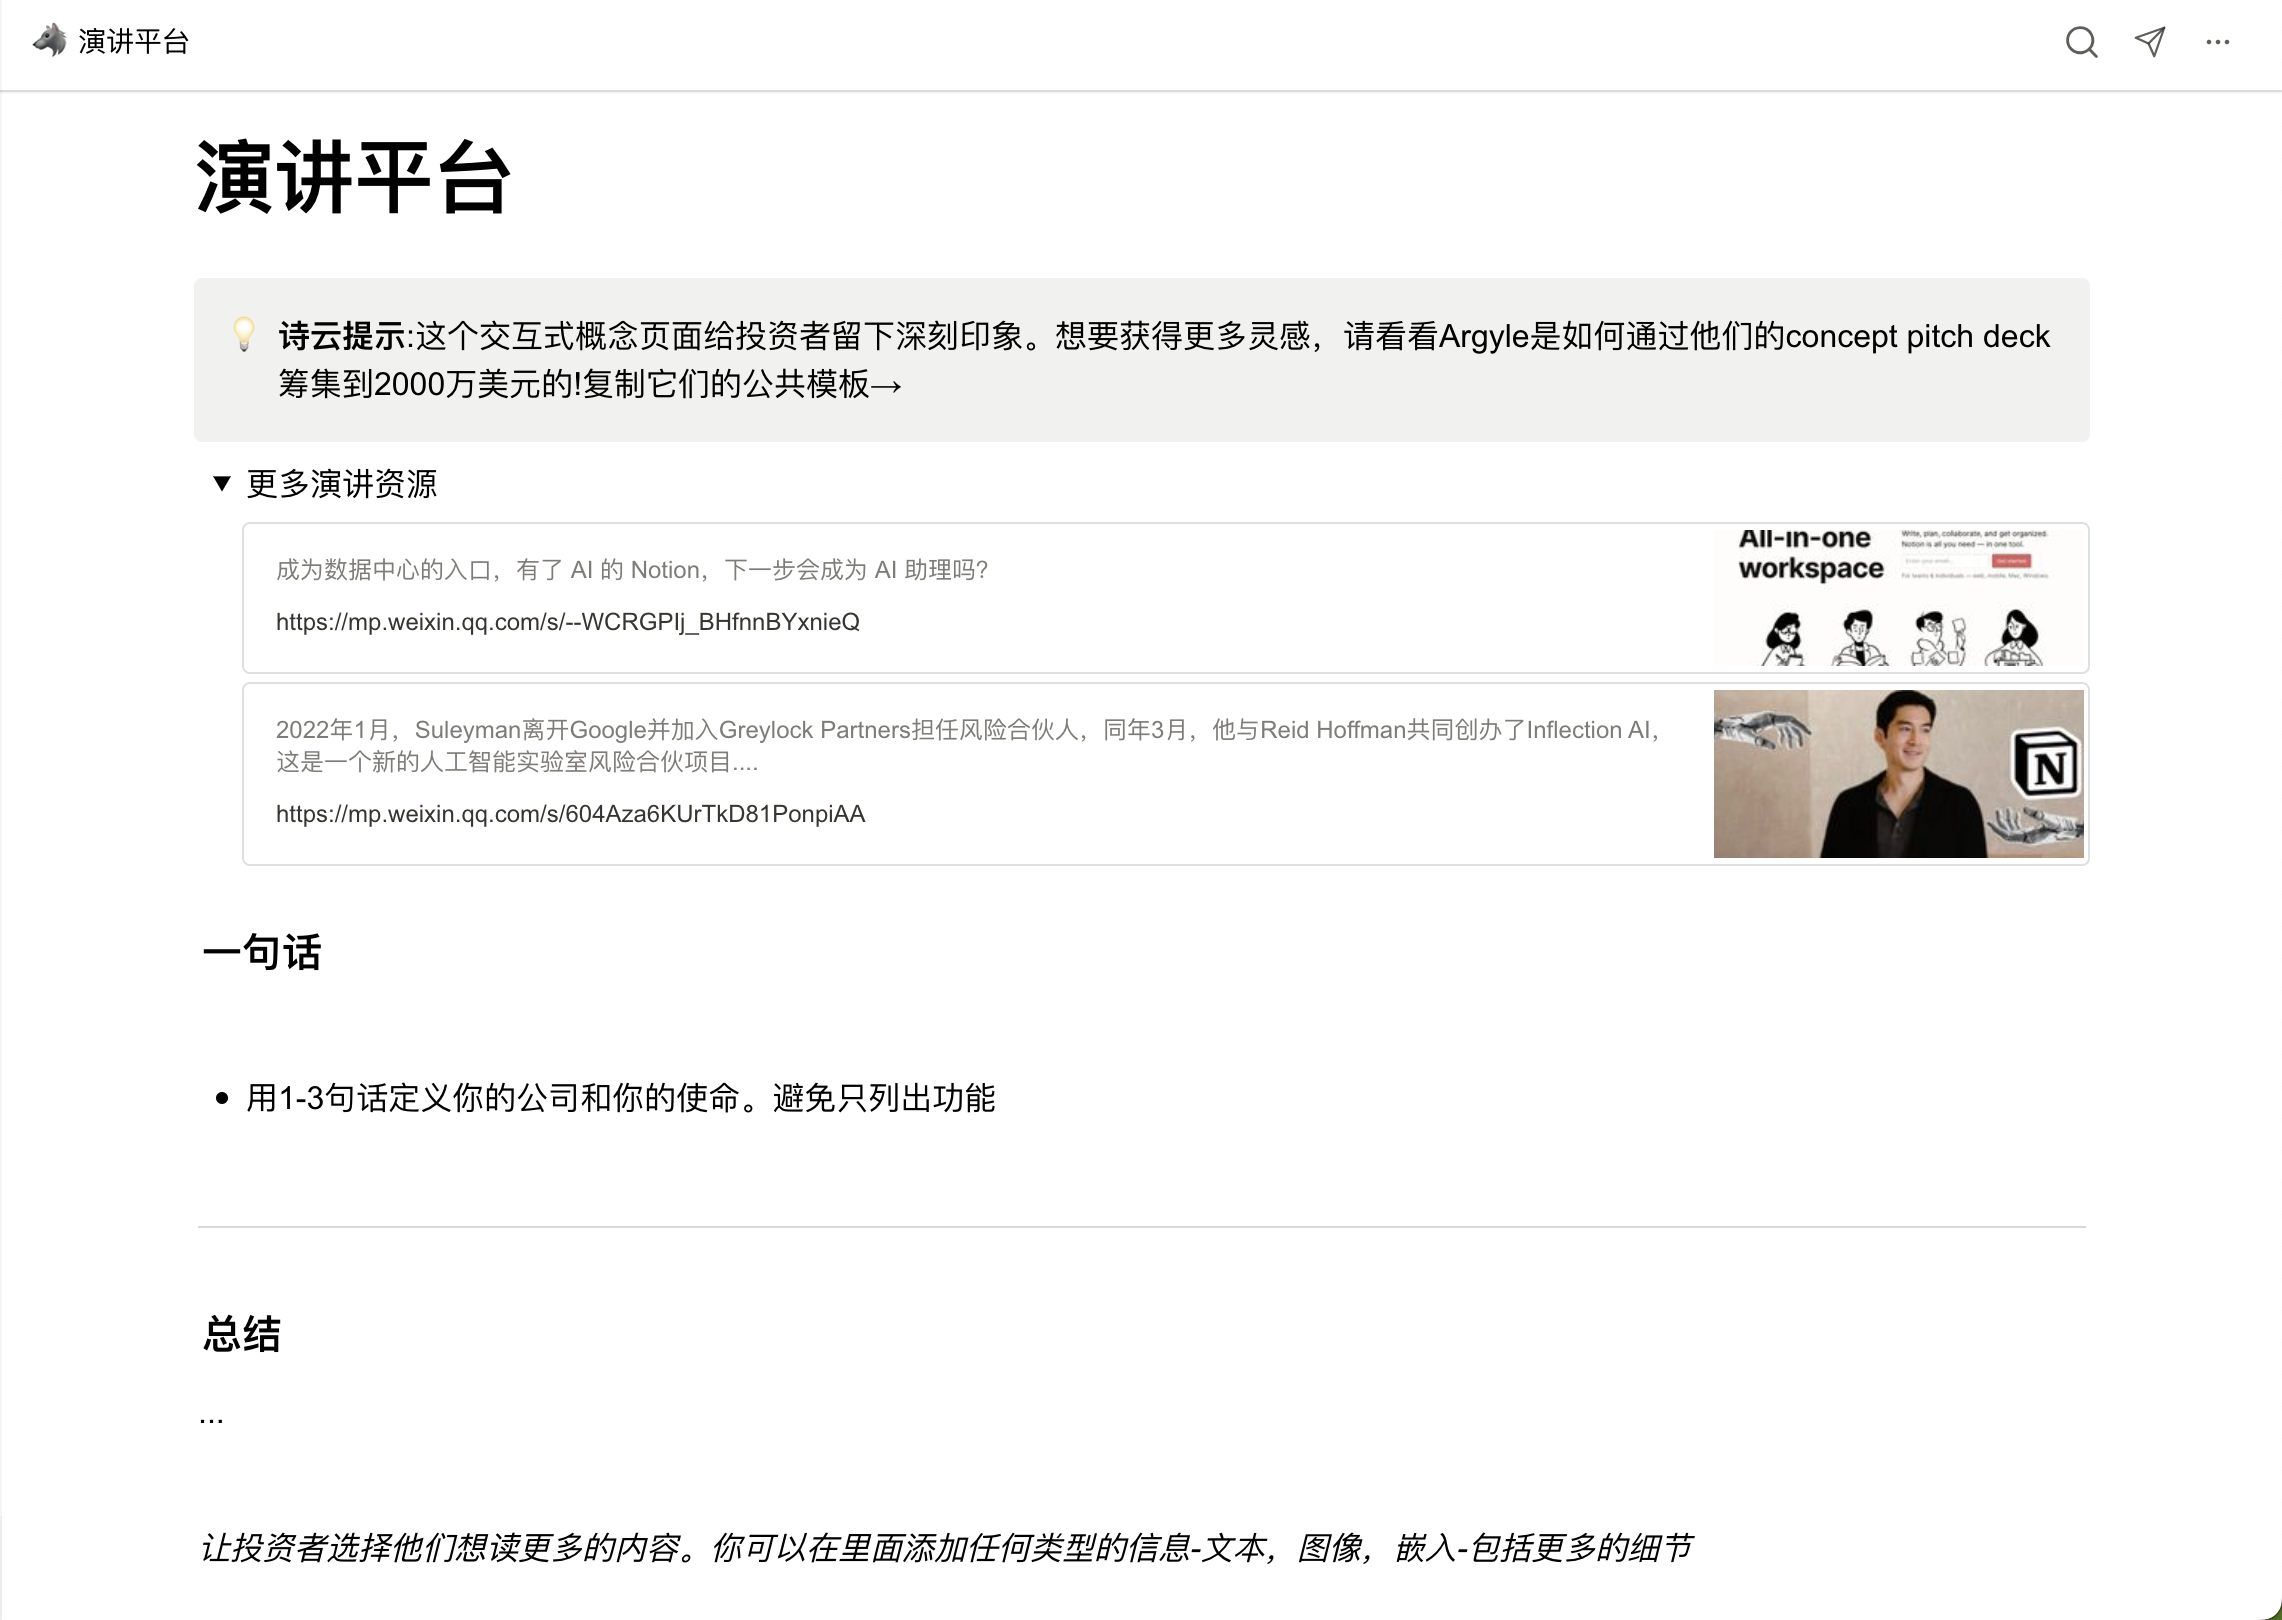 演讲平台
演讲平台
诗云提示:这个交互式概念页面给投资者留下深刻印象。想要获得更多灵感，请看看Argyle是如何通过他们的concept pitch deck
筹集到2000万美元的!复制它们的公共模板→
更多演讲资源
成为数据中心的入口，有了 AI 的 Notion，下一步会成为 AI 助理吗?
https://mp.weixin.qq.com/s/--WCRGPIj_BHfnnBYxnieQ
All-in-one
workspace
Write, plan, collaborate, and get organized.
Notion is all you need — in one tool.
Enter your email...
Get started
For teams & individuals — web, mobile, Mac, Windows.
2022年1月，Suleyman离开Google并加入Greylock Partners担任风险合伙人，同年3月，他与Reid Hoffman共同创办了Inflection AI，
这是一个新的人工智能实验室风险合伙项目....
https://mp.weixin.qq.com/s/604Aza6KUrTkD81PonpiAA
N
一句话
用1-3句话定义你的公司和你的使命。避免只列出功能
总结
...
让投资者选择他们想读更多的内容。你可以在里面添加任何类型的信息-文本，图像，嵌入-包括更多的细节